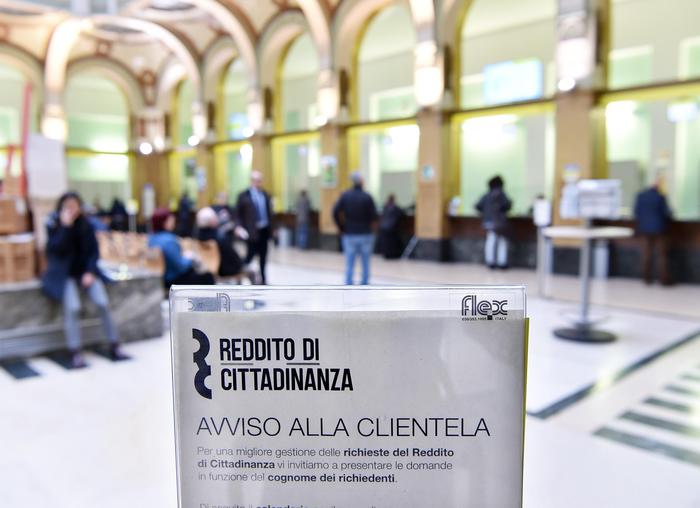 flex
REDDITO DI
CITTADINANZA
AVVISO ALLA CLIENTELA
Per una migliore gestione delle richieste del Reddito
di Cittadinanza vi invitiamo a presentare le domande
in funzione del cognome dei richiedenti.